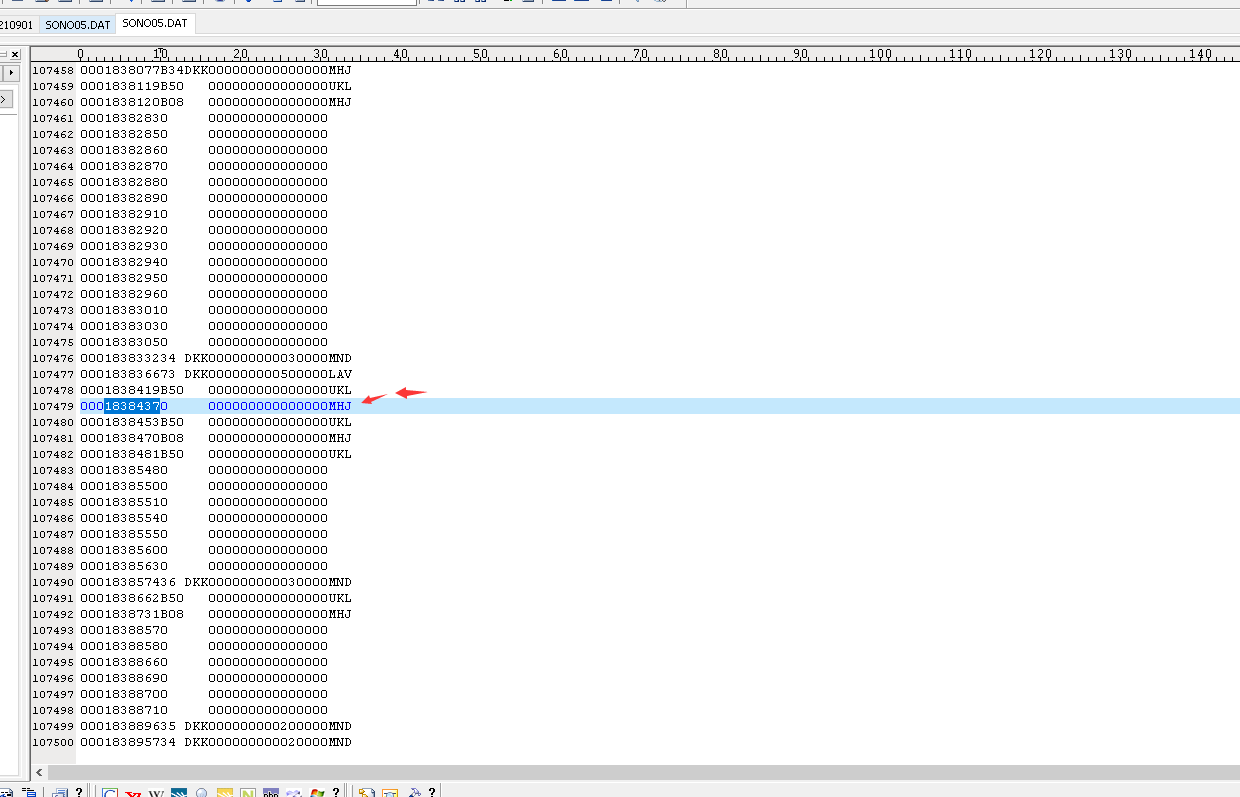 210901 SONO05.DAT SONO05.DAT
0 10 20 30 40 50 60 70 80 90 100 110 120 130 140
107458 0001838077B34DKK000000000000000MHJ
107459 0001838119B50   000000000000000UKL
107460 0001838120B08   000000000000000MHJ
107461 00018382830     000000000000000
107462 00018382850     000000000000000
107463 00018382860     000000000000000
107464 00018382870     000000000000000
107465 00018382880     000000000000000
107466 00018382890     000000000000000
107467 00018382910     000000000000000
107468 00018382920     000000000000000
107469 00018382930     000000000000000
107470 00018382940     000000000000000
107471 00018382950     000000000000000
107472 00018382960     000000000000000
107473 00018383010     000000000000000
107474 00018383030     000000000000000
107475 00018383050     000000000000000
107476 000183833234 DKK000000000030000MND
107477 000183836673 DKK000000000500000LAV
107478 0001838419B50   000000000000000UKL
107479 00018384370     000000000000000MHJ
107480 0001838453B50   000000000000000UKL
107481 0001838470B08   000000000000000MHJ
107482 0001838481B50   000000000000000UKL
107483 00018385480     000000000000000
107484 00018385500     000000000000000
107485 00018385510     000000000000000
107486 00018385540     000000000000000
107487 00018385550     000000000000000
107488 00018385600     000000000000000
107489 00018385630     000000000000000
107490 000183857436 DKK000000000030000MND
107491 0001838662B50   000000000000000UKL
107492 0001838731B08   000000000000000MHJ
107493 00018388570     000000000000000
107494 00018388580     000000000000000
107495 00018388660     000000000000000
107496 00018388690     000000000000000
107497 00018388700     000000000000000
107498 00018388710     000000000000000
107499 000183889635 DKK000000000200000MND
107500 000183895734 DKK000000000020000MND